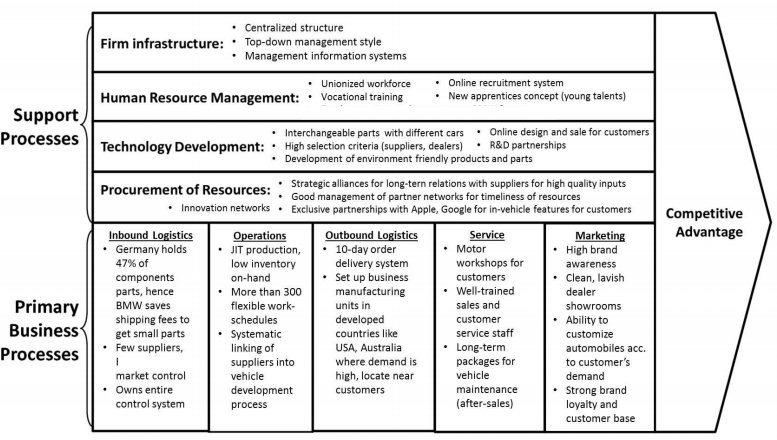 Firm infrastructure:
• Centralized structure
• Top-down management style
• Management information systems
Support
Processes
Human Resource Management:
• Unionized workforce
• Vocational training
• Online recruitment system
• New apprentices concept (young talents)
Technology Development:
• Interchangeable parts with different cars
• High selection criteria (suppliers, dealers)
• Development of environment friendly products and parts
• Online design and sale for customers
• R&D partnerships
Procurement of Resources:
• Strategic alliances for long-tern relations with suppliers for high quality inputs
• Good management of partner networks for timeliness of resources
• Innovation networks
• Exclusive partnerships with Apple, Google for in-vehicle features for customers
Competitive
Advantage
Primary
Business
Processes
Inbound Logistics
• Germany holds
47% of
components
parts, hence
BMW saves
shipping fees to
get small parts
• Few suppliers,
market control
• Owns entire
control system
Operations
• JIT production,
low inventory
on-hand
• More than 300
flexible work-
schedules
• Systematic
linking of
suppliers into
vehicle
development
process
Outbound Logistics
• 10-day order
delivery system
• Set up business
manufacturing
units in
developed
countries like
USA, Australia
where demand is
high, locate near
customers
Service
• Motor
workshops for
customers
• Well-trained
sales and
customer
service staff
• Long-term
packages for
vehicle
maintenance
(after-sales)
Marketing
• High brand
awareness
• Clean, lavish
dealer
showrooms
• Ability to
customize
automobiles acc.
to customer's
demand
• Strong brand
loyalty and
customer base